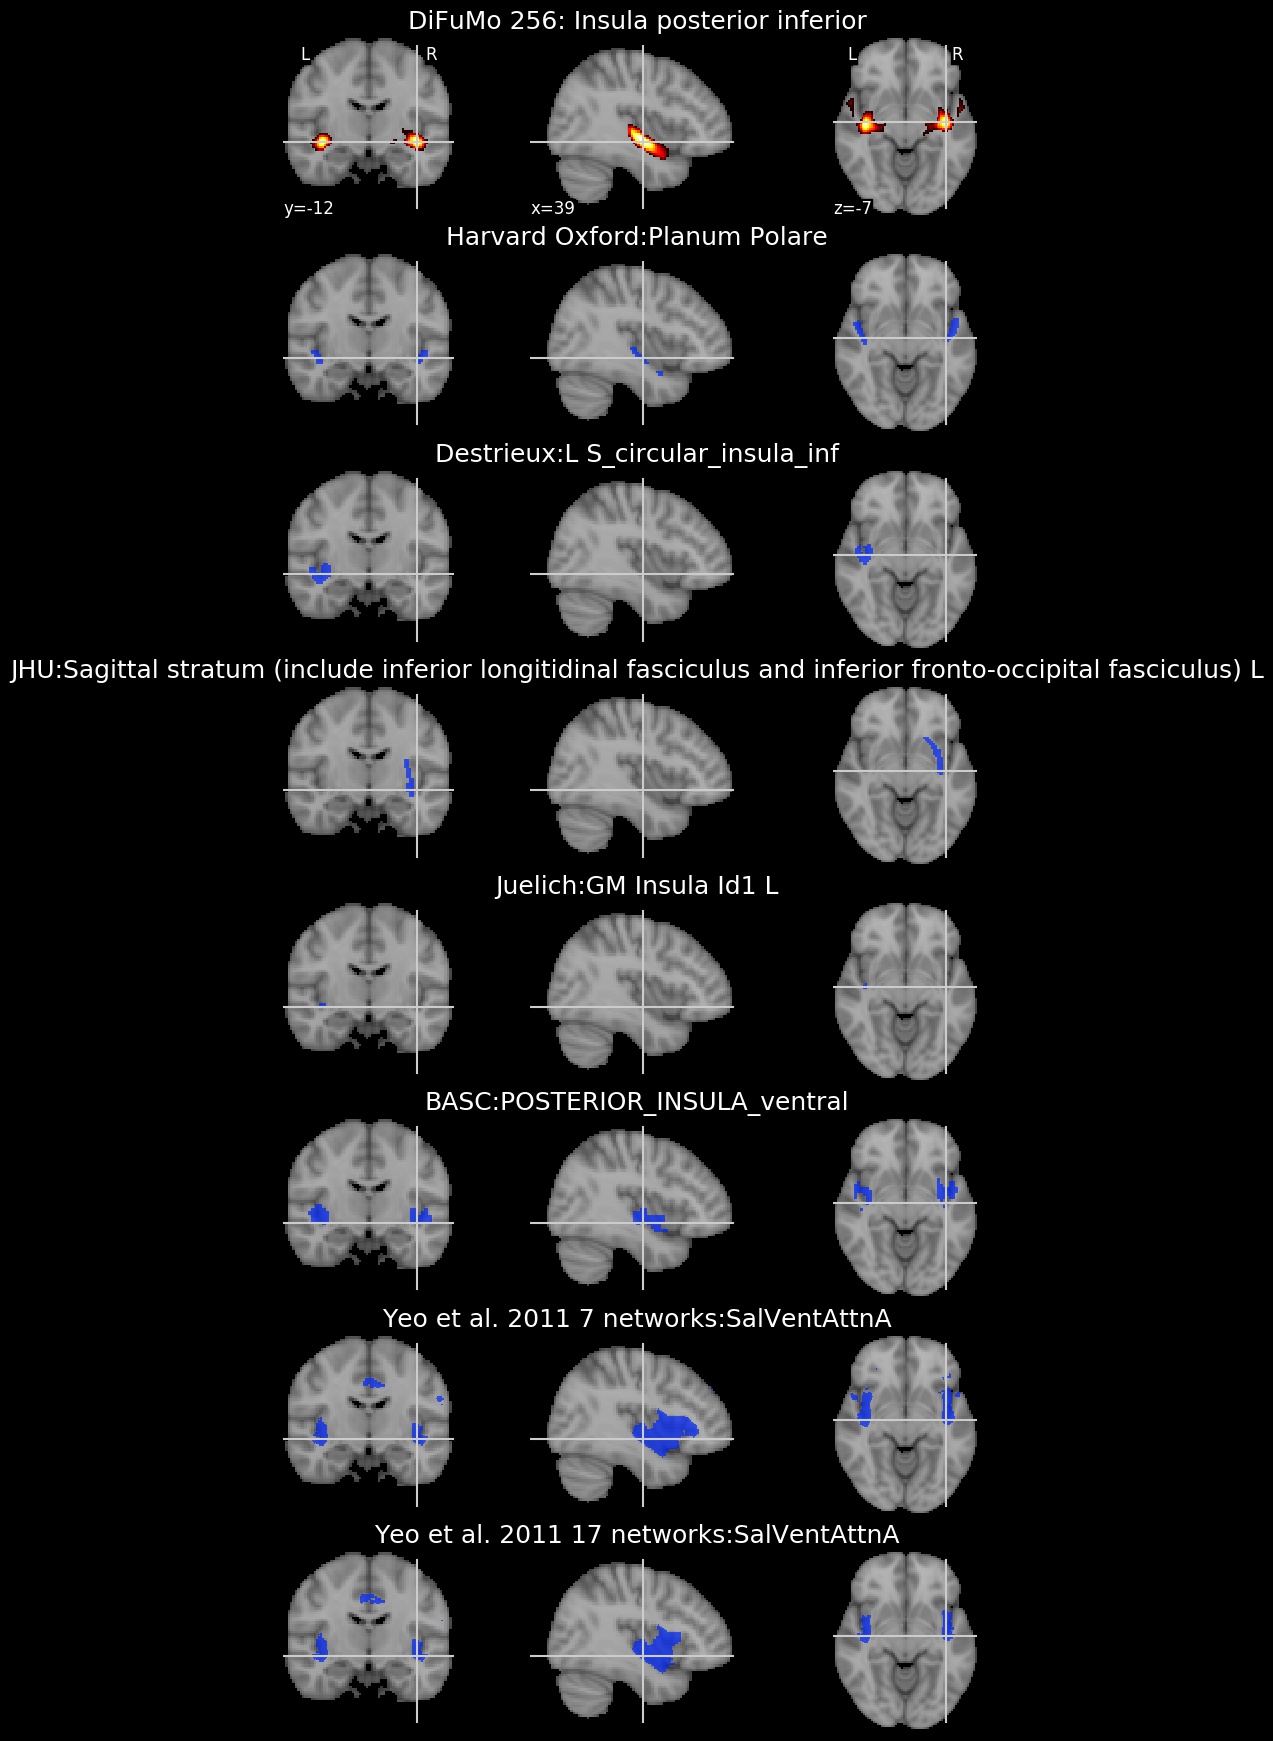 DiFuMo 256: Insula posterior inferior
L R L R
y=-12 x=39 z=-7
Harvard Oxford:Planum Polare
Destrieux:L S_circular_insula_inf
JHU:Sagittal stratum (include inferior longitidinal fasciculus and inferior fronto-occipital fasciculus) L
Juelich:GM Insula Id1 L
BASC:POSTERIOR_INSULA_ventral
Yeo et al. 2011 7 networks:SalVentAttnA
Yeo et al. 2011 17 networks:SalVentAttnA